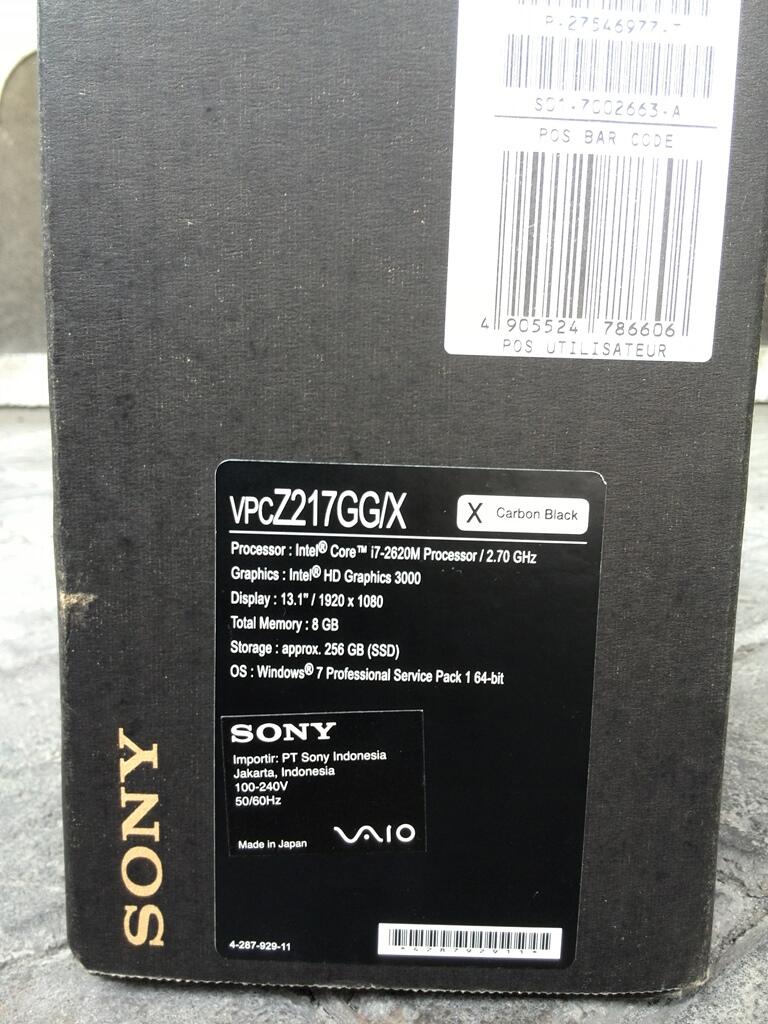 P-27546977-
S01-7002663-A
POS BAR CODE
4 905524 786606
POS UTILISATEUR
VPCZ217GG/X
X Carbon Black
Processor : Intel® Core™ i7-2620M Processor / 2.70 GHz
Graphics : Intel® HD Graphics 3000
Display : 13.1" / 1920 x 1080
Total Memory : 8 GB
Storage : approx. 256 GB (SSD)
OS : Windows® 7 Professional Service Pack 1 64-bit
SONY
Importir: PT Sony Indonesia
Jakarta, Indonesia
100-240V
50/60Hz
Made in Japan
VAIO
4-287-929-11
*428792911*
SONY